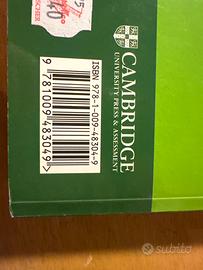 CAMBRIDGE
UNIVERSITY PRESS & ASSESSMENT
ISBN 978-1-009-48304-9
9 781009 483049
subito